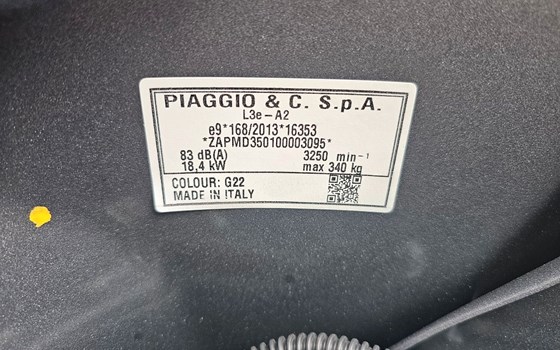 PIAGGIO & C. S.p.A.
L3e-A2
e9*168/2013*16353
*ZAPMD350100003095*
83 dB(A) 3250 min-1
18,4 kW max 340 kg
COLOUR: G22
MADE IN ITALY